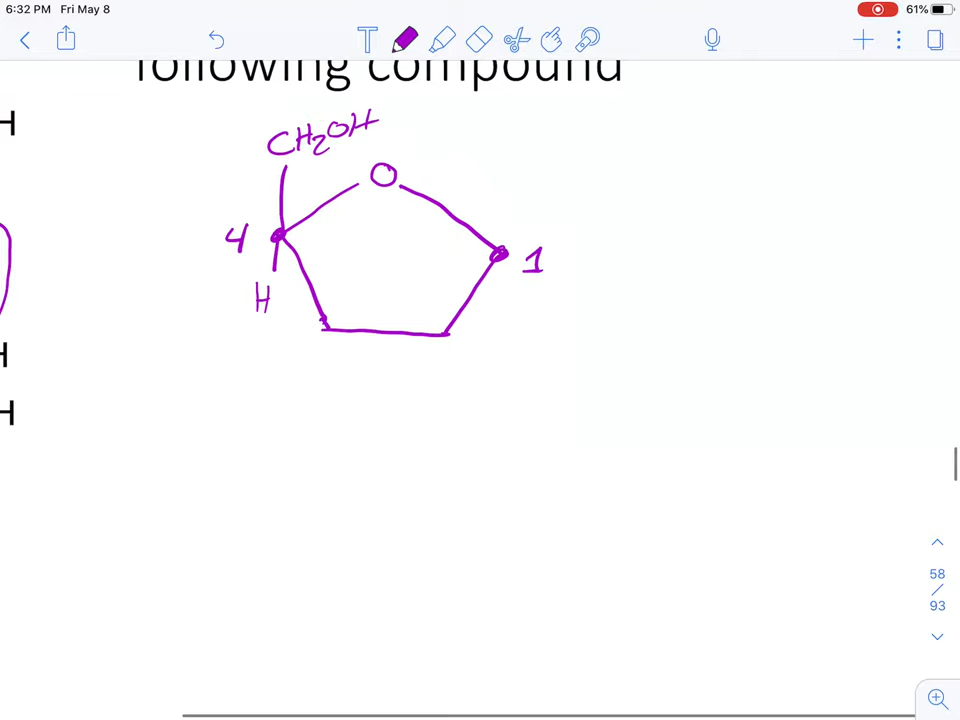 6:32 PM Fri May 8
61%
T
following compound
H
CH2OH
O
4
1
H
H
H
58
/
93